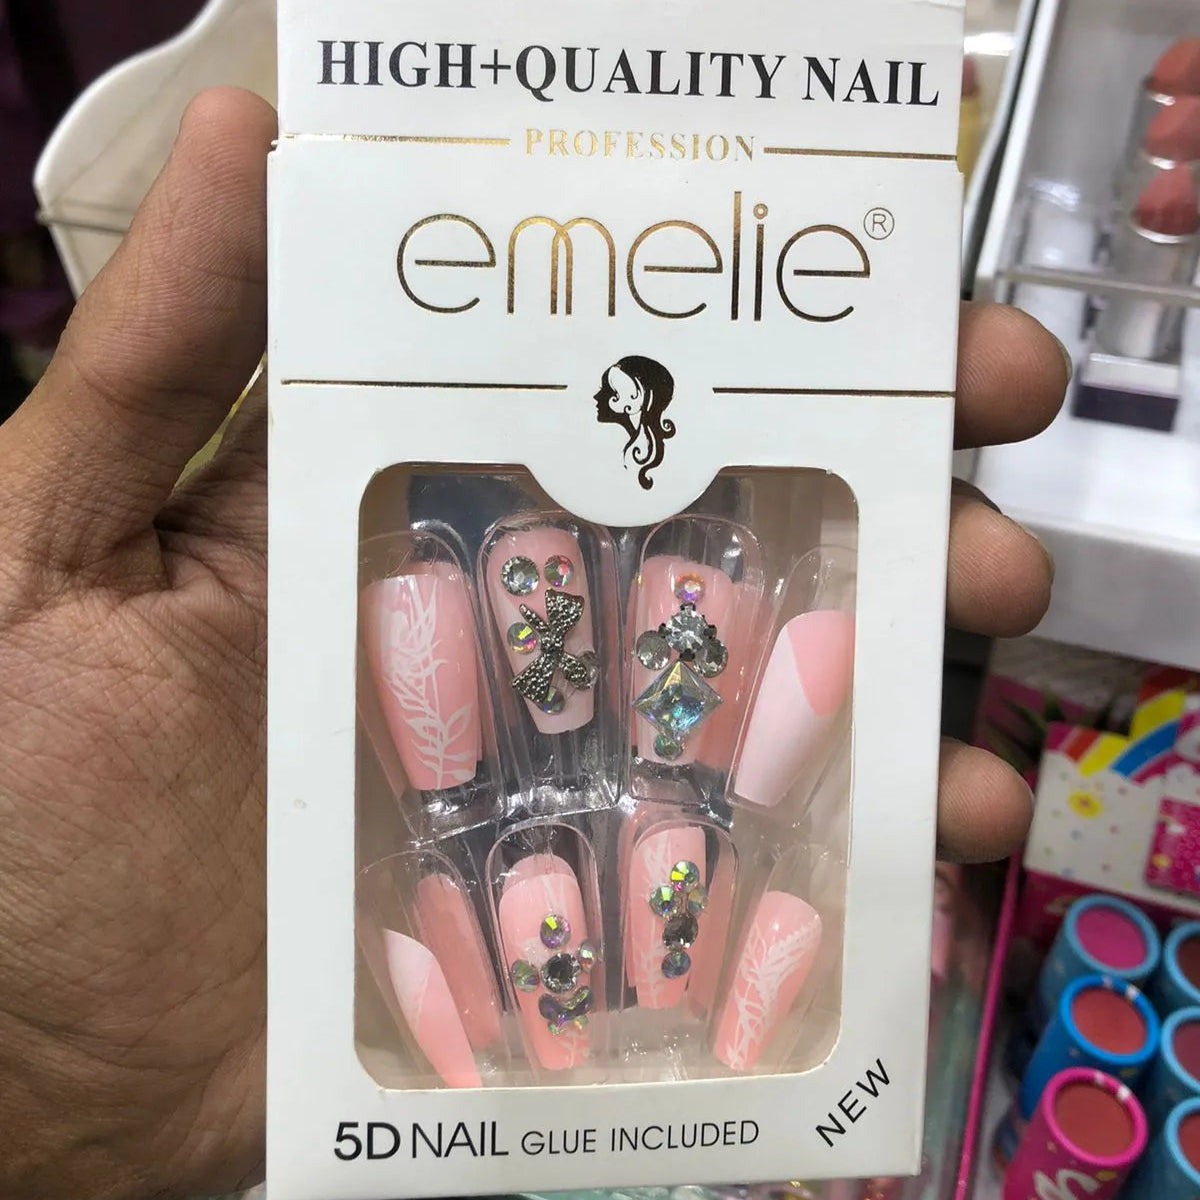 HIGH+QUALITY NAIL
PROFESSION
emelie®
5D NAIL GLUE INCLUDED
NEW